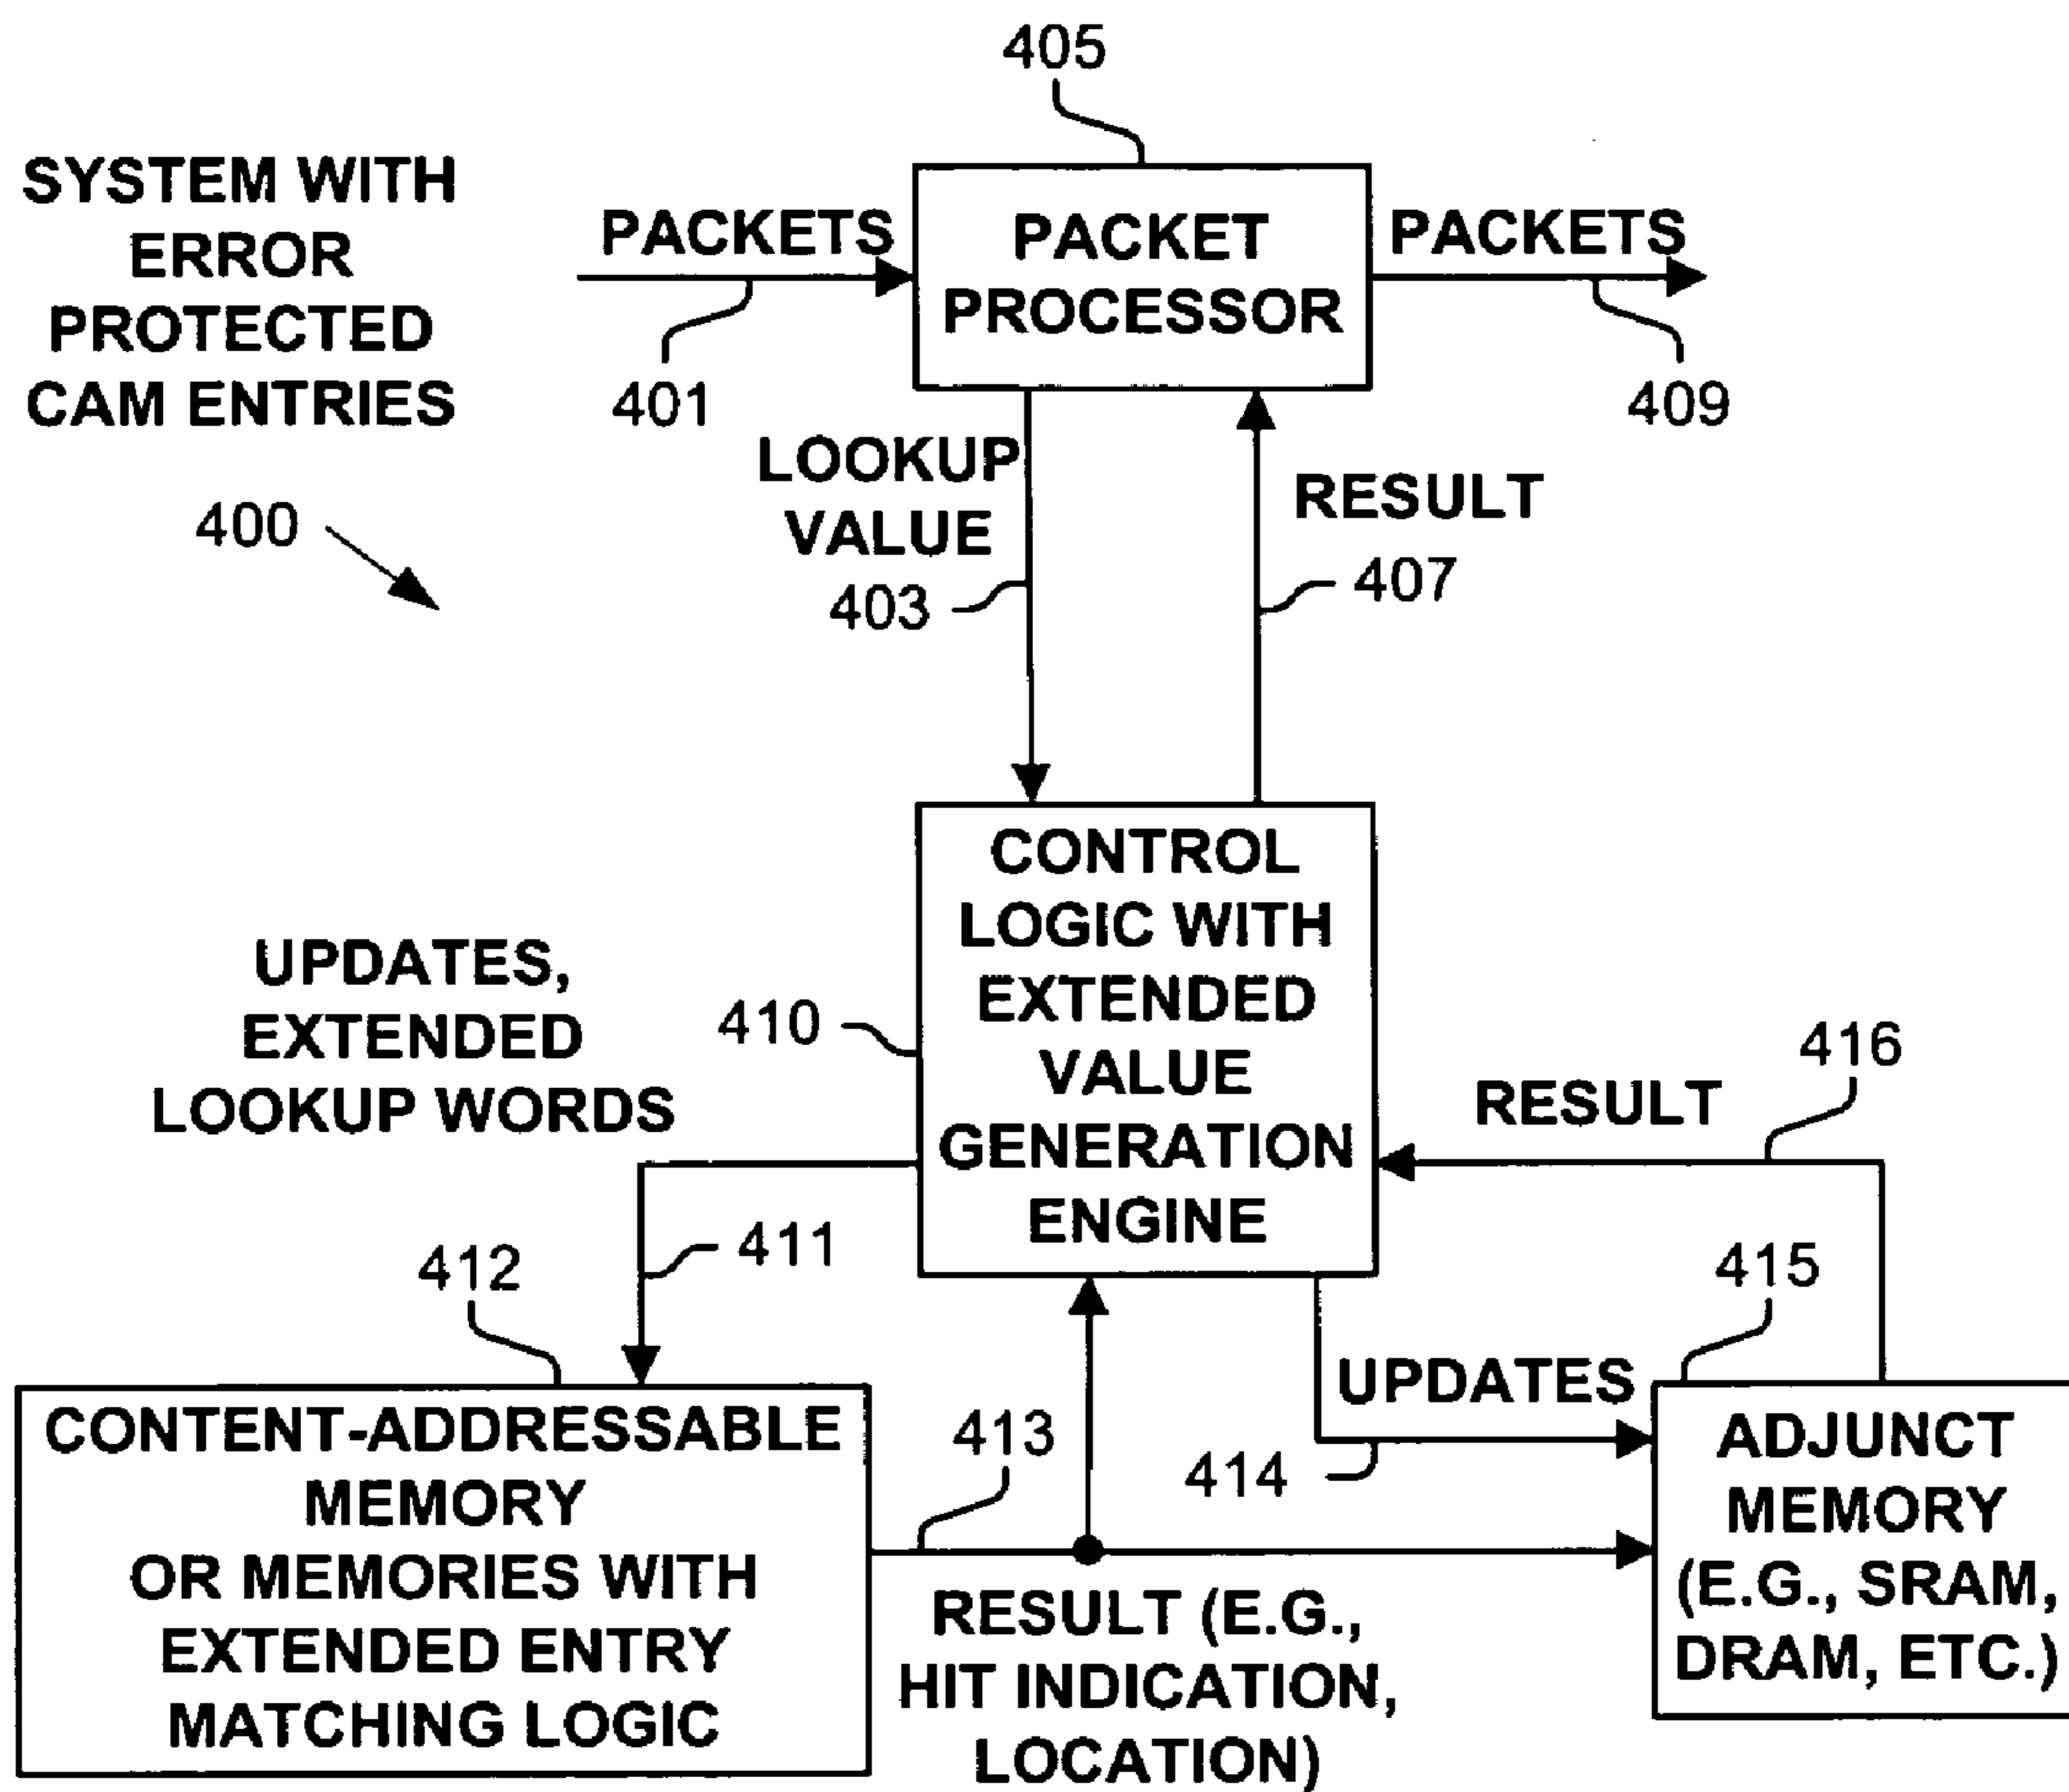 405
SYSTEM WITH
ERROR
PROTECTED
CAM ENTRIES
400
PACKETS
401
PACKET
PROCESSOR
PACKETS
409
LOOKUP
VALUE
403
RESULT
407
CONTROL
LOGIC WITH
EXTENDED
VALUE
GENERATION
ENGINE
410
UPDATES,
EXTENDED
LOOKUP WORDS
411
416
RESULT
412
415
CONTENT-ADDRESSABLE
MEMORY
OR MEMORIES WITH
EXTENDED ENTRY
MATCHING LOGIC
413
UPDATES
414
RESULT (E.G.,
HIT INDICATION,
LOCATION)
ADJUNCT
MEMORY
(E.G., SRAM,
DRAM, ETC.)